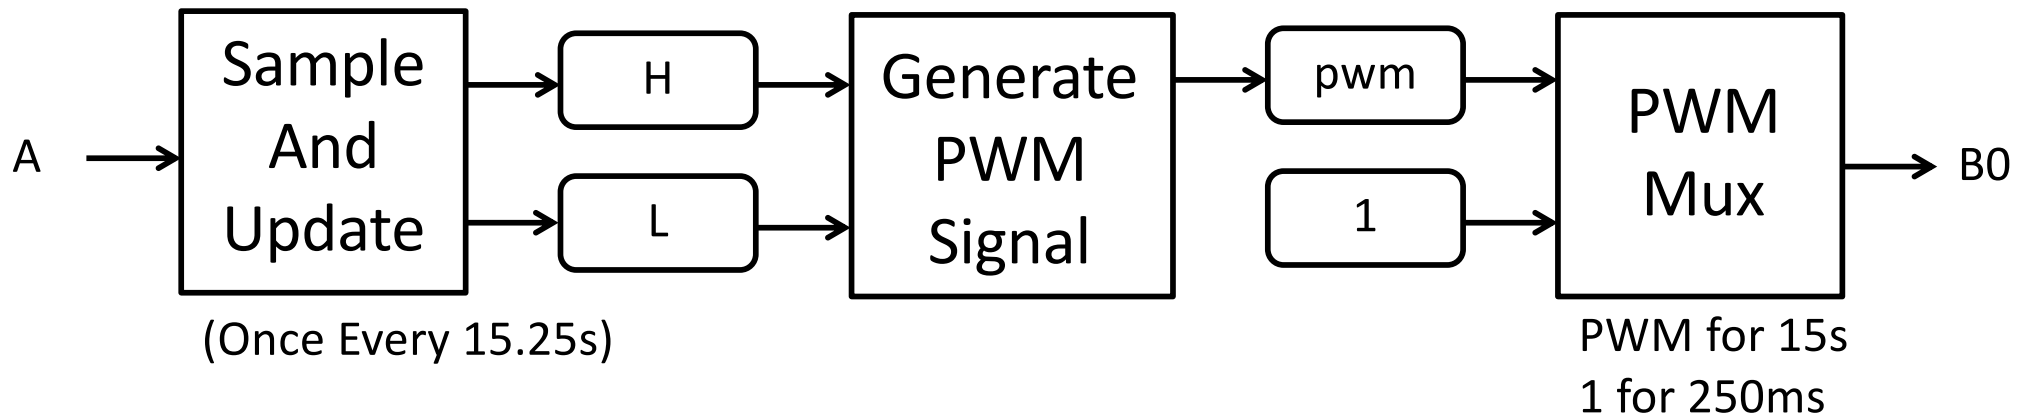 A
Sample
And
Update
(Once Every 15.25s)
H
L
Generate
PWM
Signal
pwm
1
PWM
Mux
PWM for 15s
1 for 250ms
B0